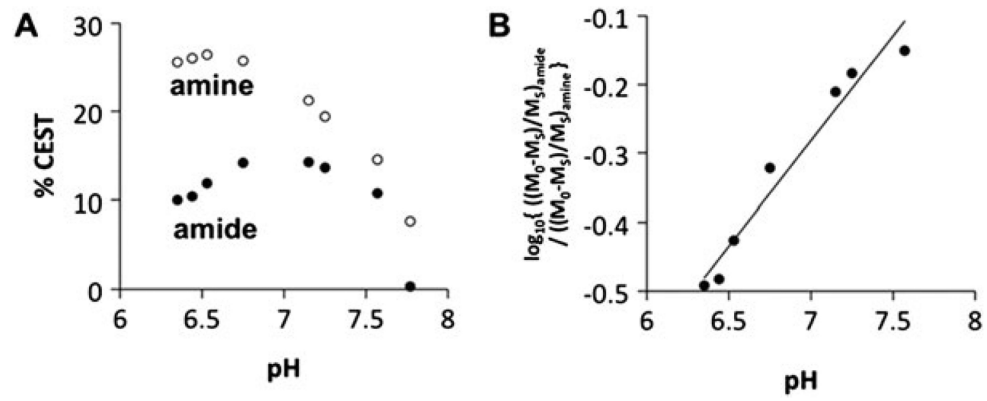 A
30
20
10
0
% CEST
amine
amide
6
6.5
7
7.5
8
pH
B
-0.1
-0.2
-0.3
-0.4
-0.5
log₁₀{ ((M₀-Mₛ)/Mₛ)amide
/ ((M₀-Mₛ)/Mₛ)amine }
6
6.5
7
7.5
8
pH